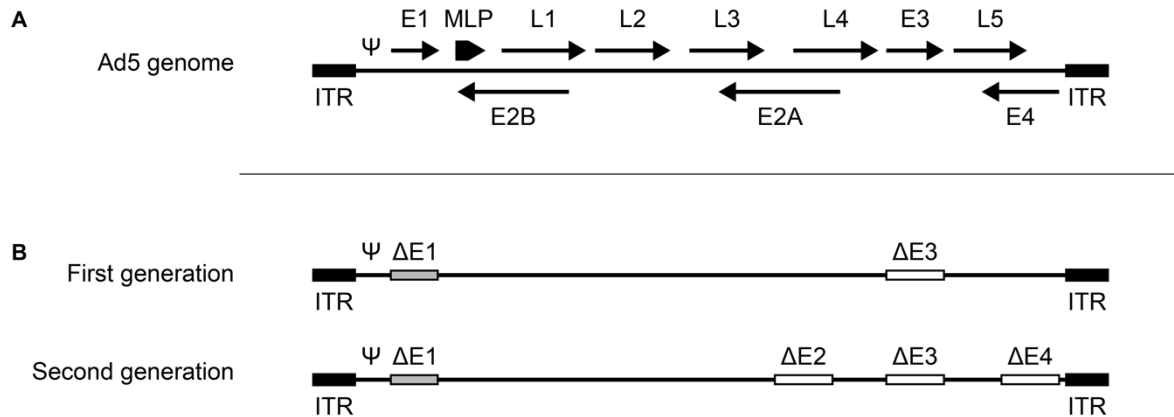 A
E1 MLP L1 L2 L3 L4 E3 L5
Ψ
Ad5 genome
ITR ITR
E2B E2A E4
B
Ψ ΔE1 ΔE3
First generation
ITR ITR
Ψ ΔE1 ΔE2 ΔE3 ΔE4
Second generation
ITR ITR